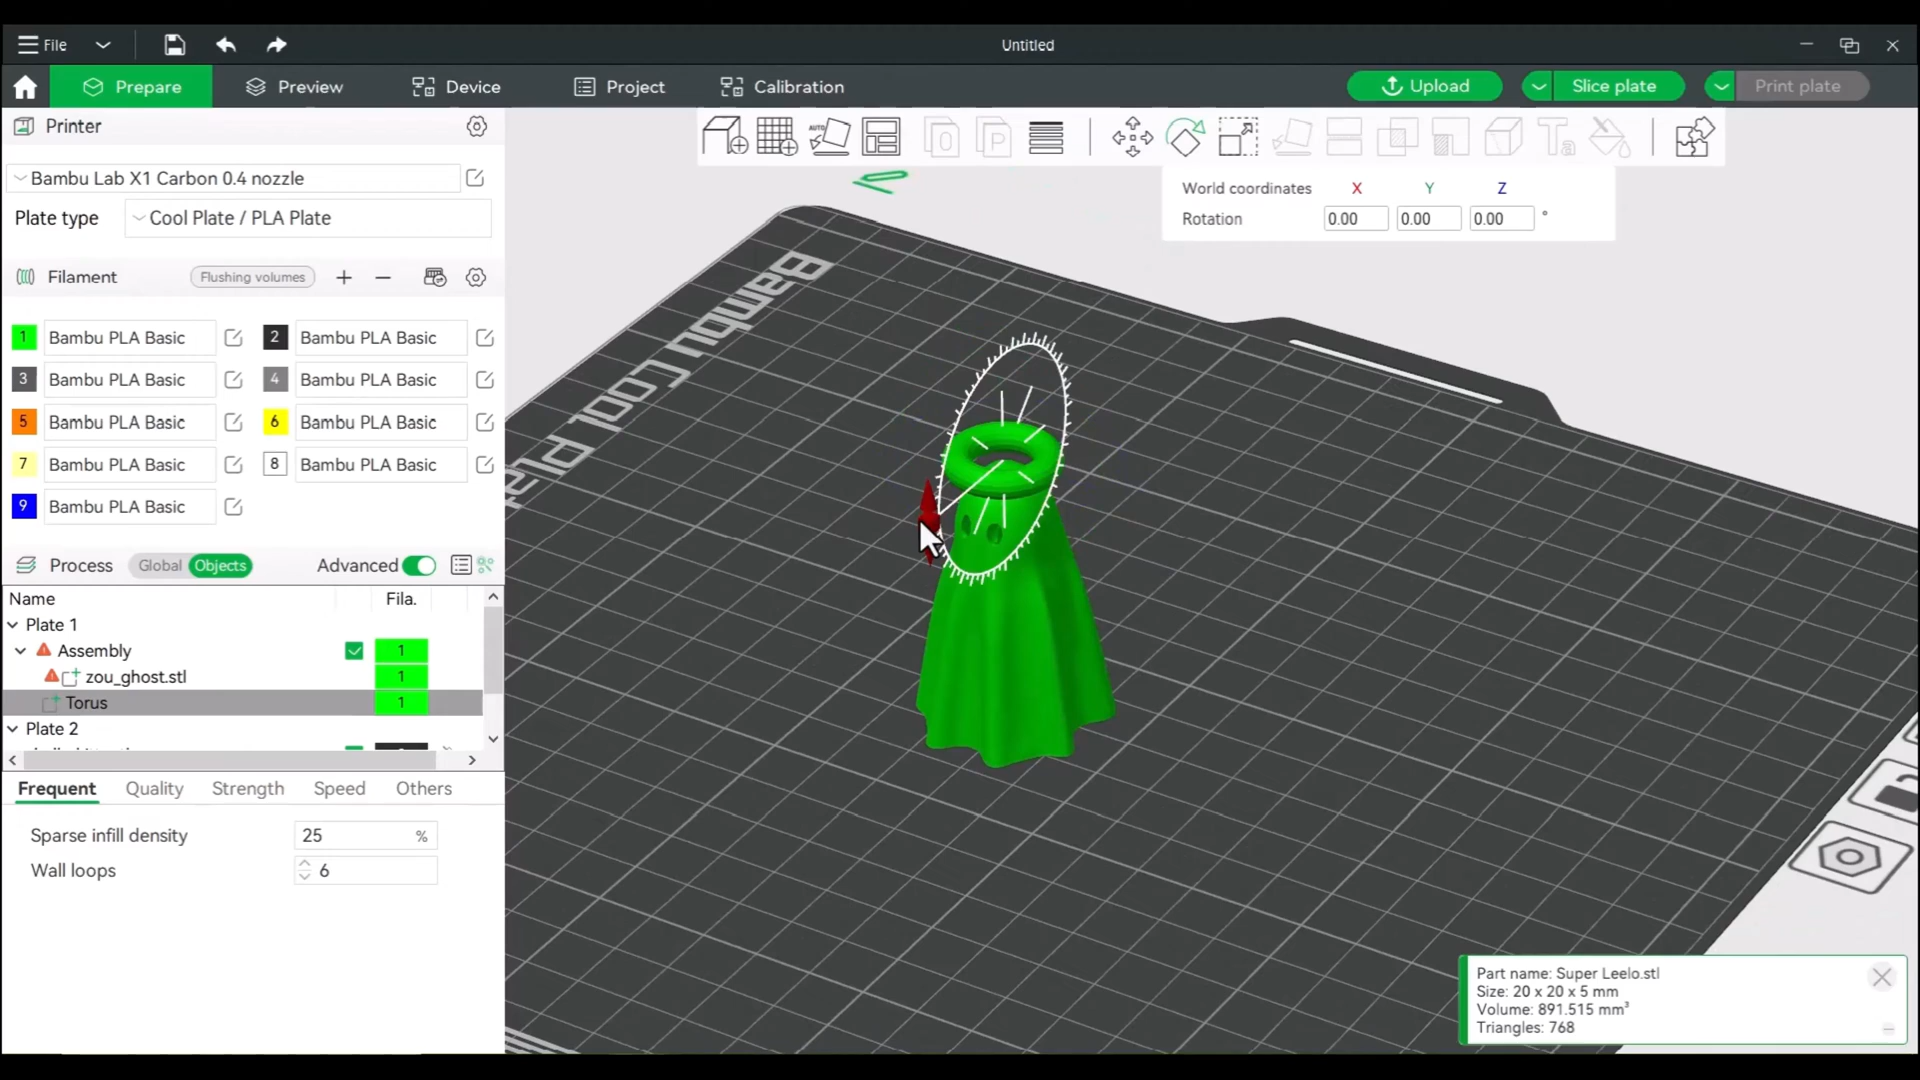 File
Untitled
Prepare
Preview
Device
Project
Calibration
Upload
Slice plate
Print plate
Printer
AUTO
Bambu Lab X1 Carbon 0.4 nozzle
World coordinates X Y Z
Plate type
Cool Plate / PLA Plate
Rotation 0.00 0.00 0.00 °
Filament
Flushing volumes
Bambu Cool Plate
1 Bambu PLA Basic
2 Bambu PLA Basic
3 Bambu PLA Basic
4 Bambu PLA Basic
5 Bambu PLA Basic
6 Bambu PLA Basic
7 Bambu PLA Basic
8 Bambu PLA Basic
9 Bambu PLA Basic
Process
Global
Objects
Advanced
Name
Fila.
Plate 1
Assembly 1
zou_ghost.stl 1
Torus 1
Plate 2
Frequent
Quality
Strength
Speed
Others
Sparse infill density 25 %
Wall loops 6
Part name: Super Leelo.stl
Size: 20 x 20 x 5 mm
Volume: 891.515 mm³
Triangles: 768